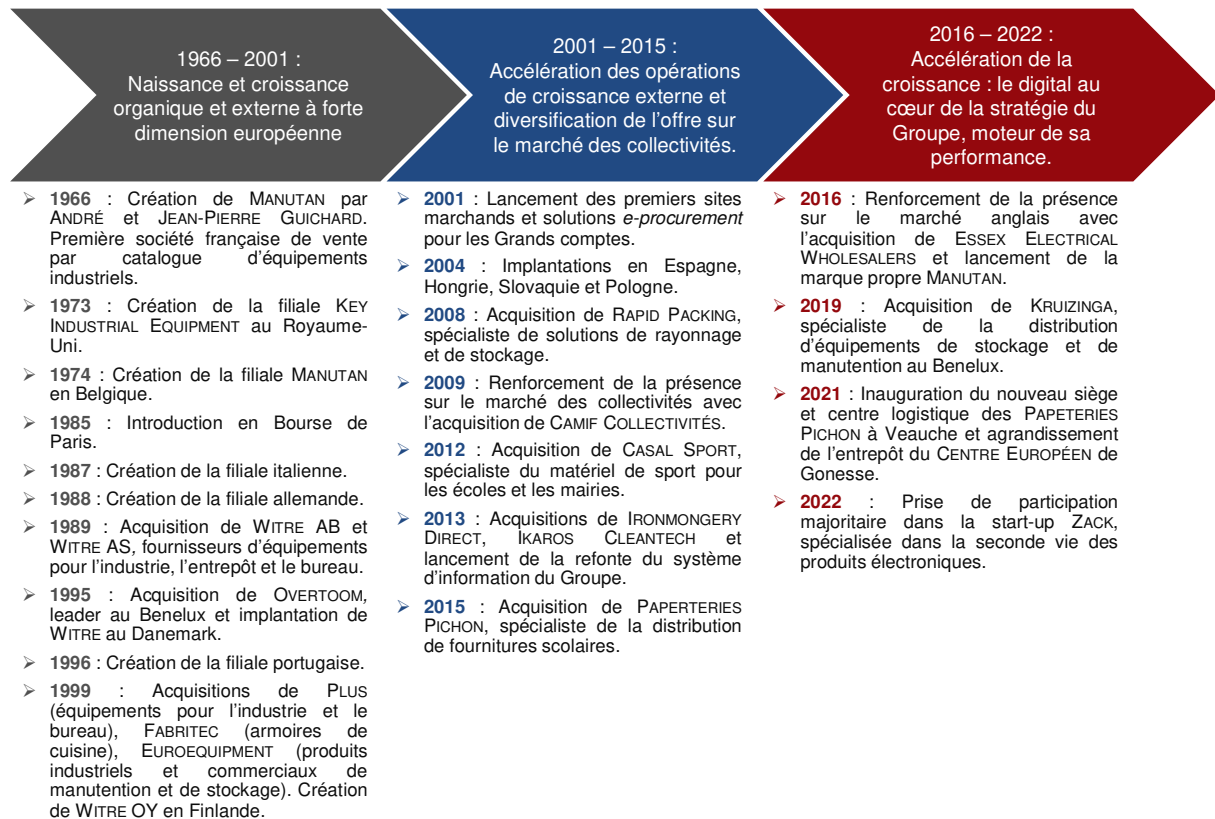 1966 – 2001 :
Naissance et croissance
organique et externe à forte
dimension européenne
2001 – 2015 :
Accélération des opérations
de croissance externe et
diversification de l’offre sur
le marché des collectivités.
2016 – 2022 :
Accélération de la
croissance : le digital au
cœur de la stratégie du
Groupe, moteur de sa
performance.
➢ 1966 : Création de MANUTAN par
ANDRÉ et JEAN-PIERRE GUICHARD.
Première société française de vente
par catalogue d’équipements
industriels.
➢ 1973 : Création de la filiale KEY
INDUSTRIAL EQUIPMENT au Royaume-
Uni.
➢ 1974 : Création de la filiale MANUTAN
en Belgique.
➢ 1985 : Introduction en Bourse de
Paris.
➢ 1987 : Création de la filiale italienne.
➢ 1988 : Création de la filiale allemande.
➢ 1989 : Acquisition de WITRE AB et
WITRE AS, fournisseurs d’équipements
pour l’industrie, l’entrepôt et le bureau.
➢ 1995 : Acquisition de OVERTOOM,
leader au Benelux et implantation de
WITRE au Danemark.
➢ 1996 : Création de la filiale portugaise.
➢ 1999 : Acquisitions de PLUS
(équipements pour l’industrie et le
bureau), FABRITEC (armoires de
cuisine), EUROEQUIPMENT (produits
industriels et commerciaux de
manutention et de stockage). Création
de WITRE OY en Finlande.
➢ 2001 : Lancement des premiers sites
marchands et solutions e-procurement
pour les Grands comptes.
➢ 2004 : Implantations en Espagne,
Hongrie, Slovaquie et Pologne.
➢ 2008 : Acquisition de RAPID PACKING,
spécialiste de solutions de rayonnage
et de stockage.
➢ 2009 : Renforcement de la présence
sur le marché des collectivités avec
l’acquisition de CAMIF COLLECTIVITÉS.
➢ 2012 : Acquisition de CASAL SPORT,
spécialiste du matériel de sport pour
les écoles et les mairies.
➢ 2013 : Acquisitions de IRONMONGERY
DIRECT, IKAROS CLEANTECH et
lancement de la refonte du système
d’information du Groupe.
➢ 2015 : Acquisition de PAPERTERIES
PICHON, spécialiste de la distribution
de fournitures scolaires.
➢ 2016 : Renforcement de la présence
sur le marché anglais avec
l’acquisition de ESSEX ELECTRICAL
WHOLESALERS et lancement de la
marque propre MANUTAN.
➢ 2019 : Acquisition de KRUIZINGA,
spécialiste de la distribution
d’équipements de stockage et de
manutention au Benelux.
➢ 2021 : Inauguration du nouveau siège
et centre logistique des PAPETERIES
PICHON à Veauche et agrandissement
de l’entrepôt du CENTRE EUROPÉEN de
Gonesse.
➢ 2022 : Prise de participation
majoritaire dans la start-up ZACK,
spécialisée dans la seconde vie des
produits électroniques.